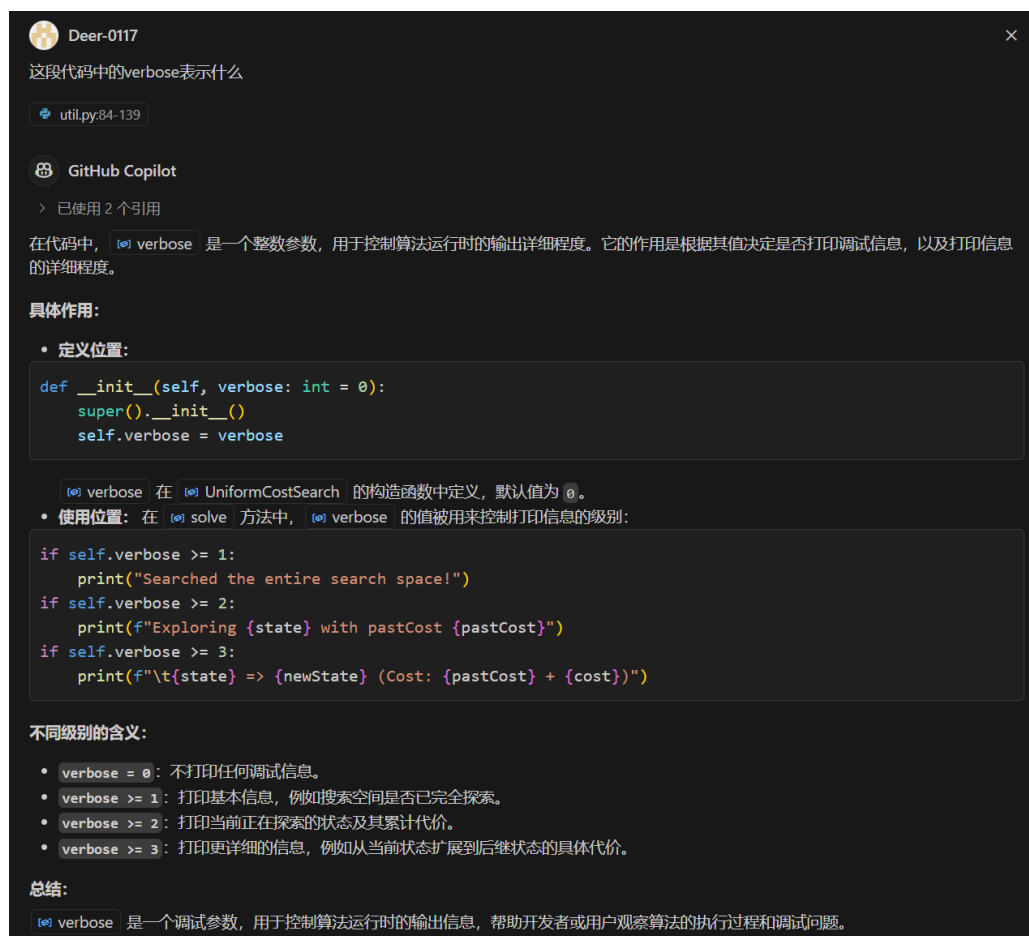 Deer-0117
这段代码中的verbose表示什么
util.py:84-139
GitHub Copilot
已使用 2 个引用
在代码中， verbose 是一个整数参数，用于控制算法运行时的输出详细程度。它的作用是根据其值决定是否打印调试信息，以及打印信息
的详细程度。
具体作用：
• 定义位置：
def __init__(self, verbose: int = 0):
    super().__init__()
    self.verbose = verbose
verbose 在 UniformCostSearch 的构造函数中定义，默认值为 0。
• 使用位置： 在 solve 方法中， verbose 的值被用来控制打印信息的级别：
if self.verbose >= 1:
    print("Searched the entire search space!")
if self.verbose >= 2:
    print(f"Exploring {state} with pastCost {pastCost}")
if self.verbose >= 3:
    print(f"\t{state} => {newState} (Cost: {pastCost} + {cost})")
不同级别的含义：
• verbose = 0：不打印任何调试信息。
• verbose >= 1：打印基本信息，例如搜索空间是否已完全探索。
• verbose >= 2：打印当前正在探索的状态及其累计代价。
• verbose >= 3：打印更详细的信息，例如从当前状态扩展到后继状态的具体代价。
总结：
verbose 是一个调试参数，用于控制算法运行时的输出信息，帮助开发者或用户观察算法的执行过程和调试问题。